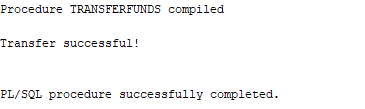 Procedure TRANSFERFUNDS compiled
Transfer successful!
PL/SQL procedure successfully completed.